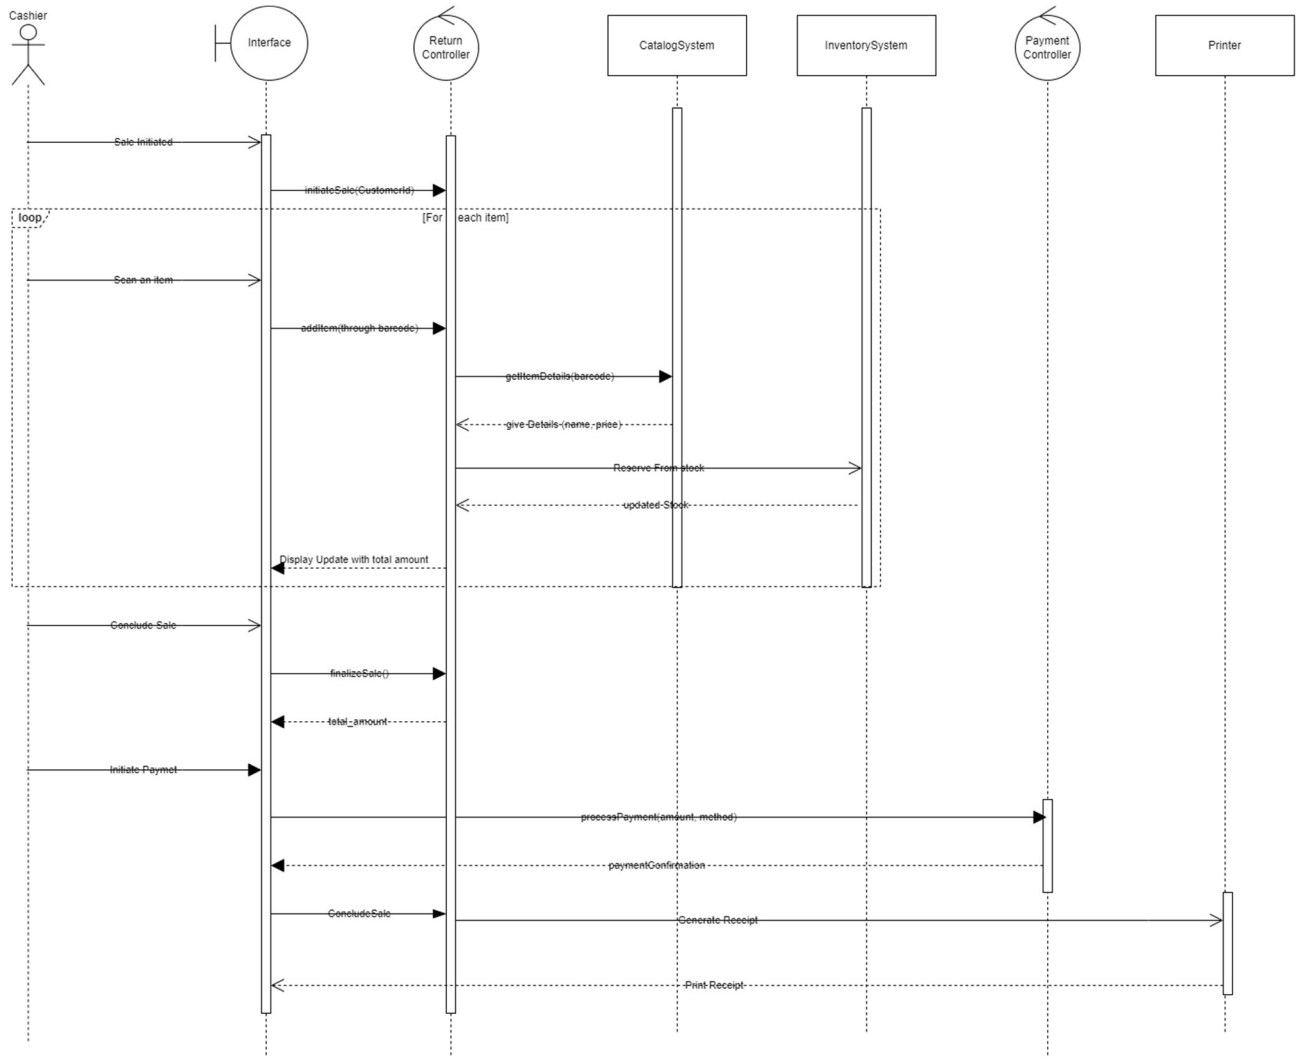 Cashier
Interface
Return
Controller
CatalogSystem
InventorySystem
Payment
Controller
Printer
Sale Initiated
initiateSale(CustomerId)
loop
[For each item]
Scan an item
addItem(through barcode)
getItemDetails(barcode)
give Details (name, price)
Reserve From stock
updated Stock
Display Update with total amount
Conclude Sale
finalizeSale()
total_amount
Initiate Paymet
processPayment(amount, method)
paymentConfirmation
ConcludeSale
Generate Receipt
Print Receipt